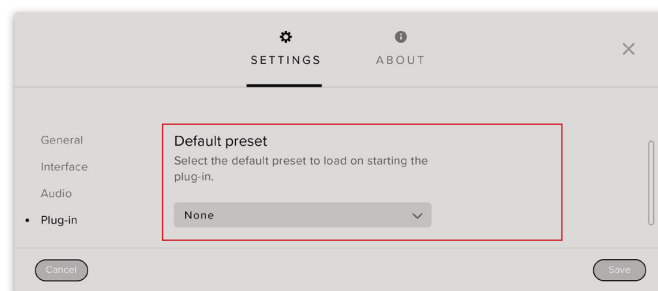 SETTINGS
ABOUT
General
Interface
Audio
Plug-in
Default preset
Select the default preset to load on starting the
plug-in.
None
Cancel
Save